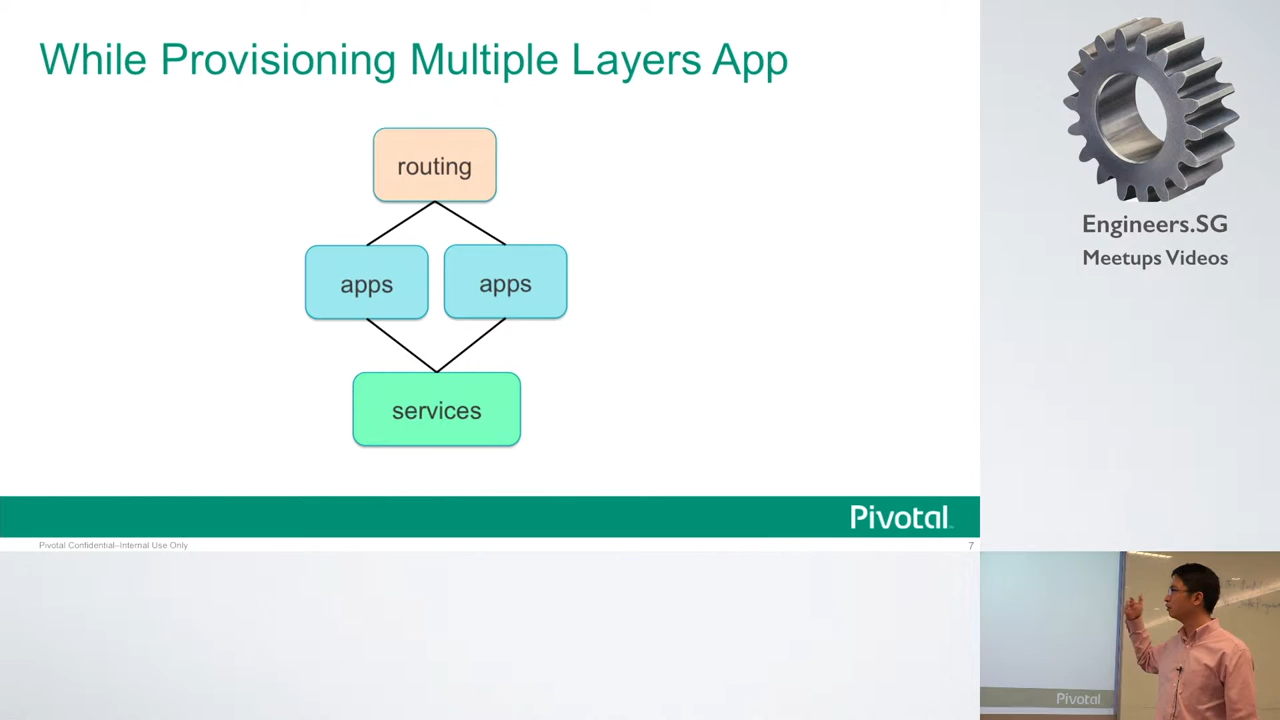 While Provisioning Multiple Layers App
routing
apps apps
services
Pivotal
Pivotal Confidential–Internal Use Only
7
Engineers.SG
Meetups Videos
Pivotal